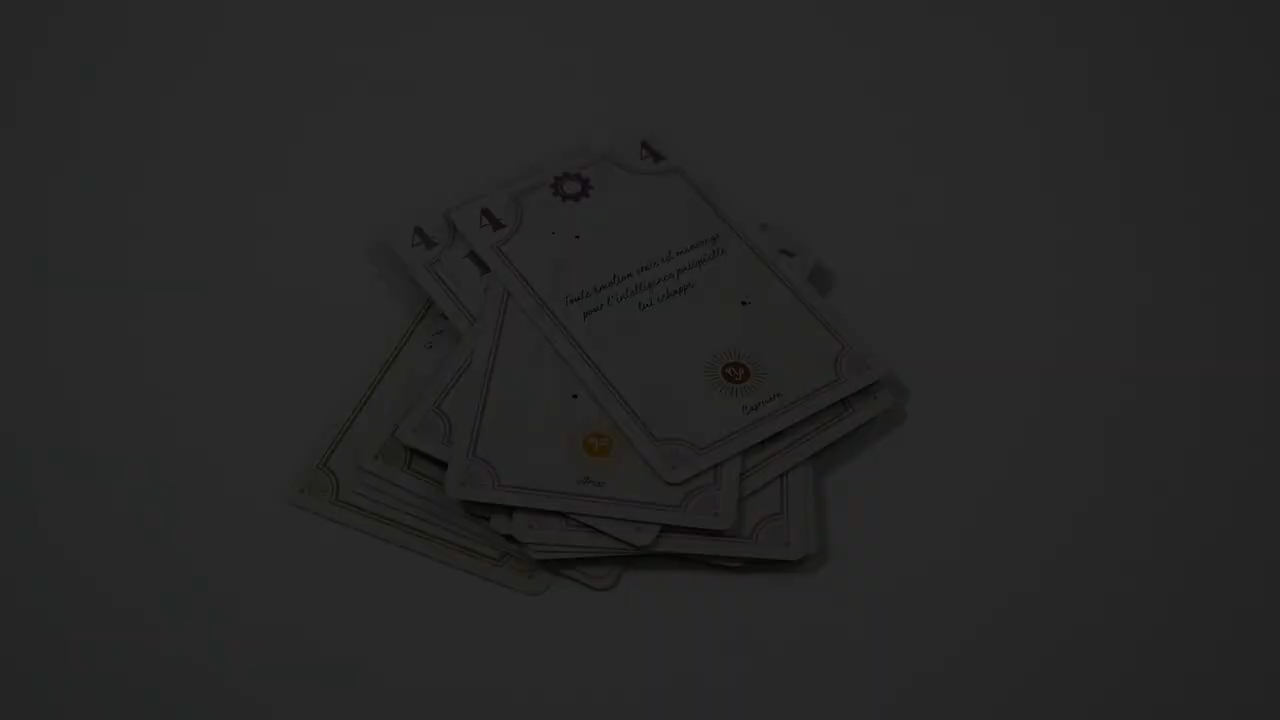 4
4
4
Toute émotion vraie est mensonge
pour l'intelligence puisqu'elle
lui échappe.
Capricorne